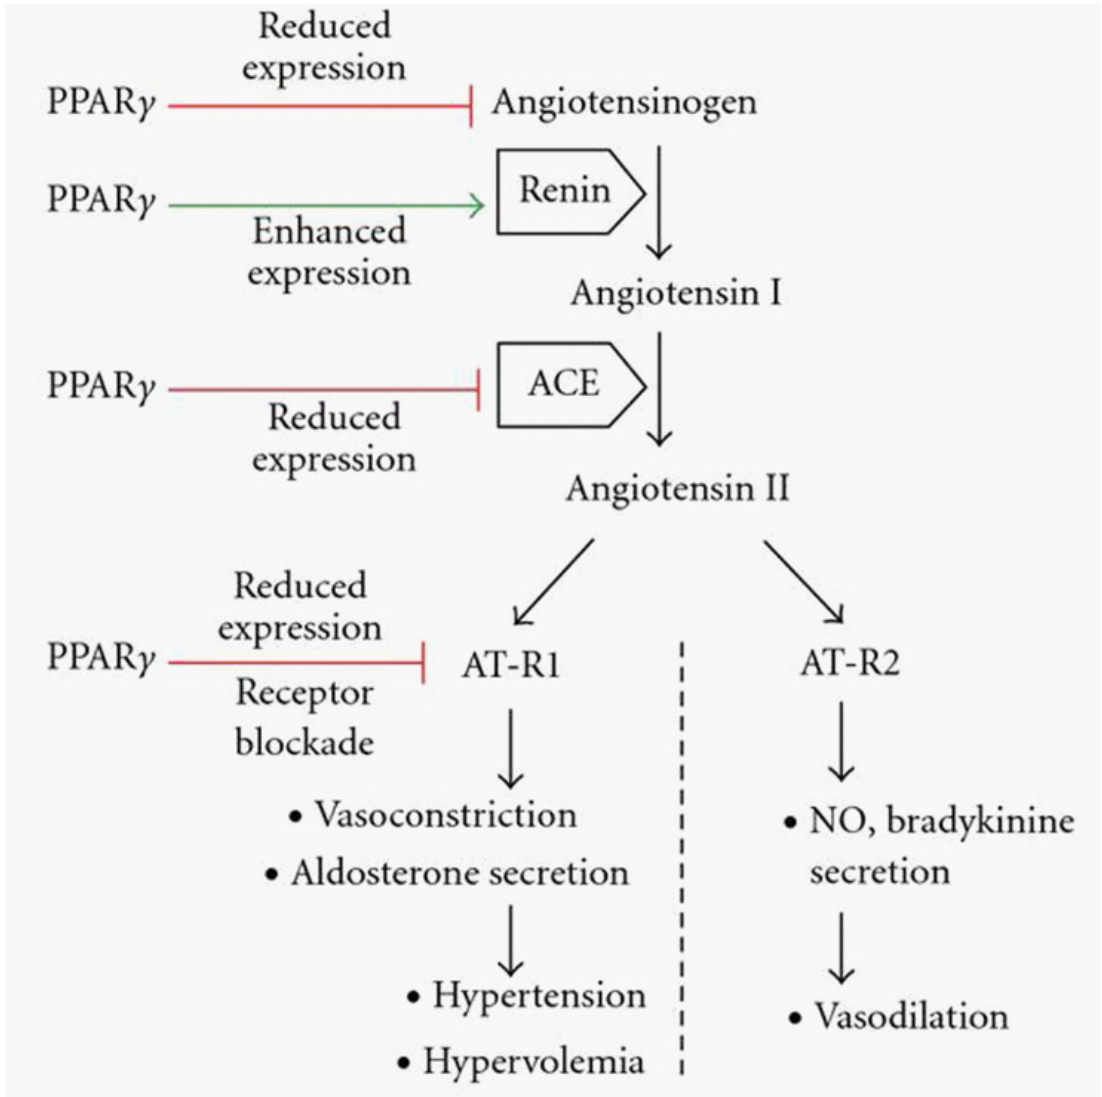 Reduced
expression
PPARγ
Angiotensinogen
PPARγ
Renin
Enhanced
expression
Angiotensin I
PPARγ
ACE
Reduced
expression
Angiotensin II
Reduced
expression
PPARγ
AT-R1
AT-R2
Receptor
blockade
• Vasoconstriction
• Aldosterone secretion
• NO, bradykinine
secretion
• Hypertension
• Hypervolemia
• Vasodilation